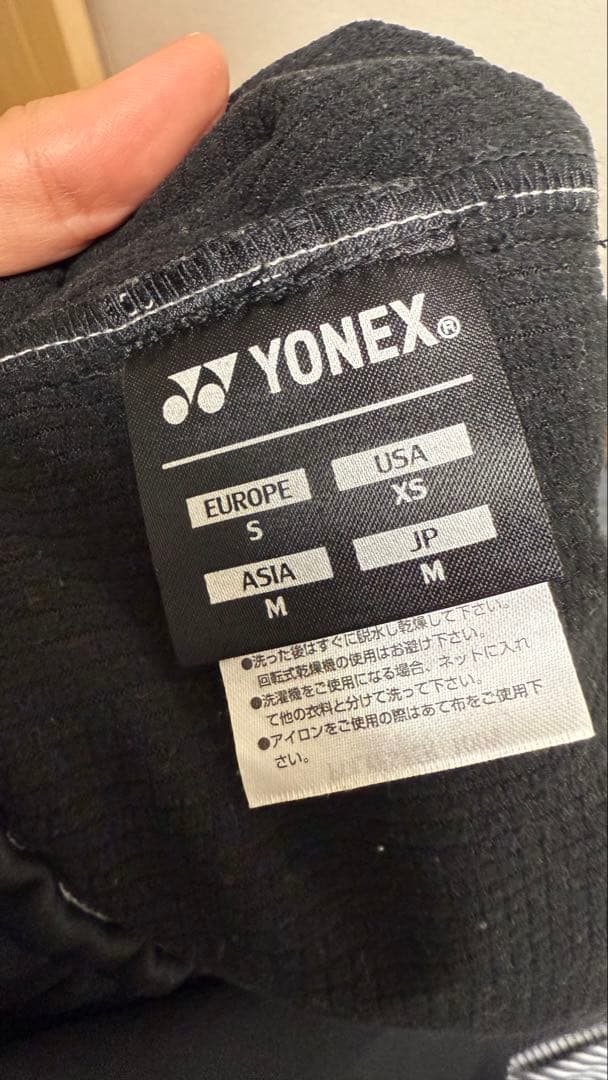 YONEX®
EUROPE
S
USA
XS
ASIA
M
JP
M
●洗った後はすぐに脱水し乾燥して下さい。
回転式乾燥機の使用はお避け下さい。
●洗濯機をご使用になる場合、ネットに入れ
て他の衣料と分けて洗って下さい。
●アイロンをご使用の際はあて布をご使用下
さい。